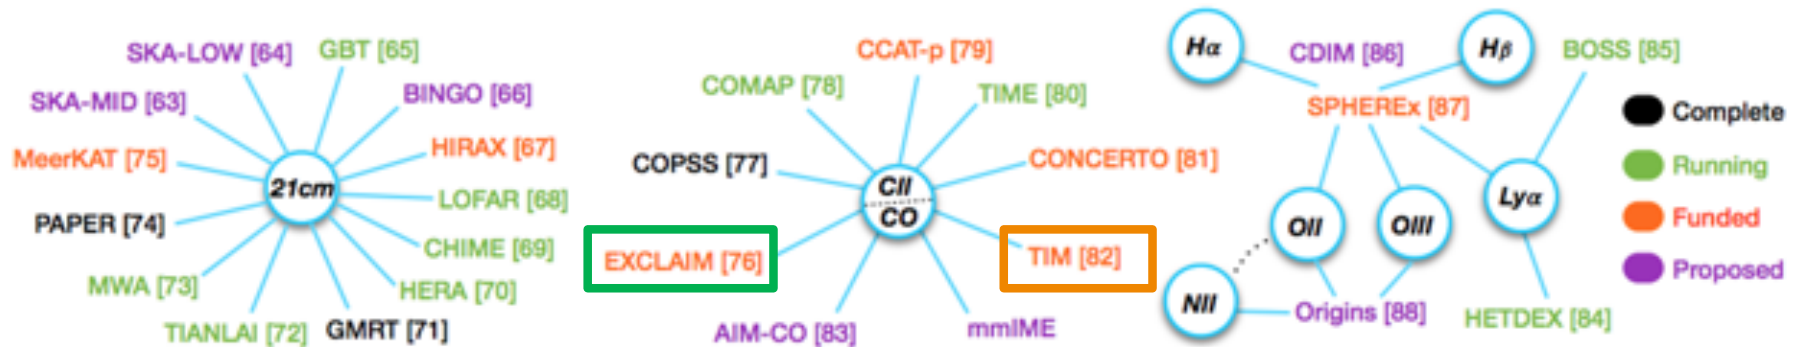 SKA-LOW [64]
GBT [65]
SKA-MID [63]
BINGO [66]
MeerKAT [75]
HIRAX [67]
21cm
LOFAR [68]
PAPER [74]
CHIME [69]
MWA [73]
HERA [70]
TIANLAI [72]
GMRT [71]
CCAT-p [79]
COMAP [78]
TIME [80]
COPSS [77]
CONCERTO [81]
CII
CO
EXCLAIM [76]
TIM [82]
AIM-CO [83]
mmIME
Hα
CDIM [86]
Hβ
BOSS [85]
SPHEREx [87]
OII
OIII
Lyα
NII
Origins [88]
HETDEX [84]
Complete
Running
Funded
Proposed